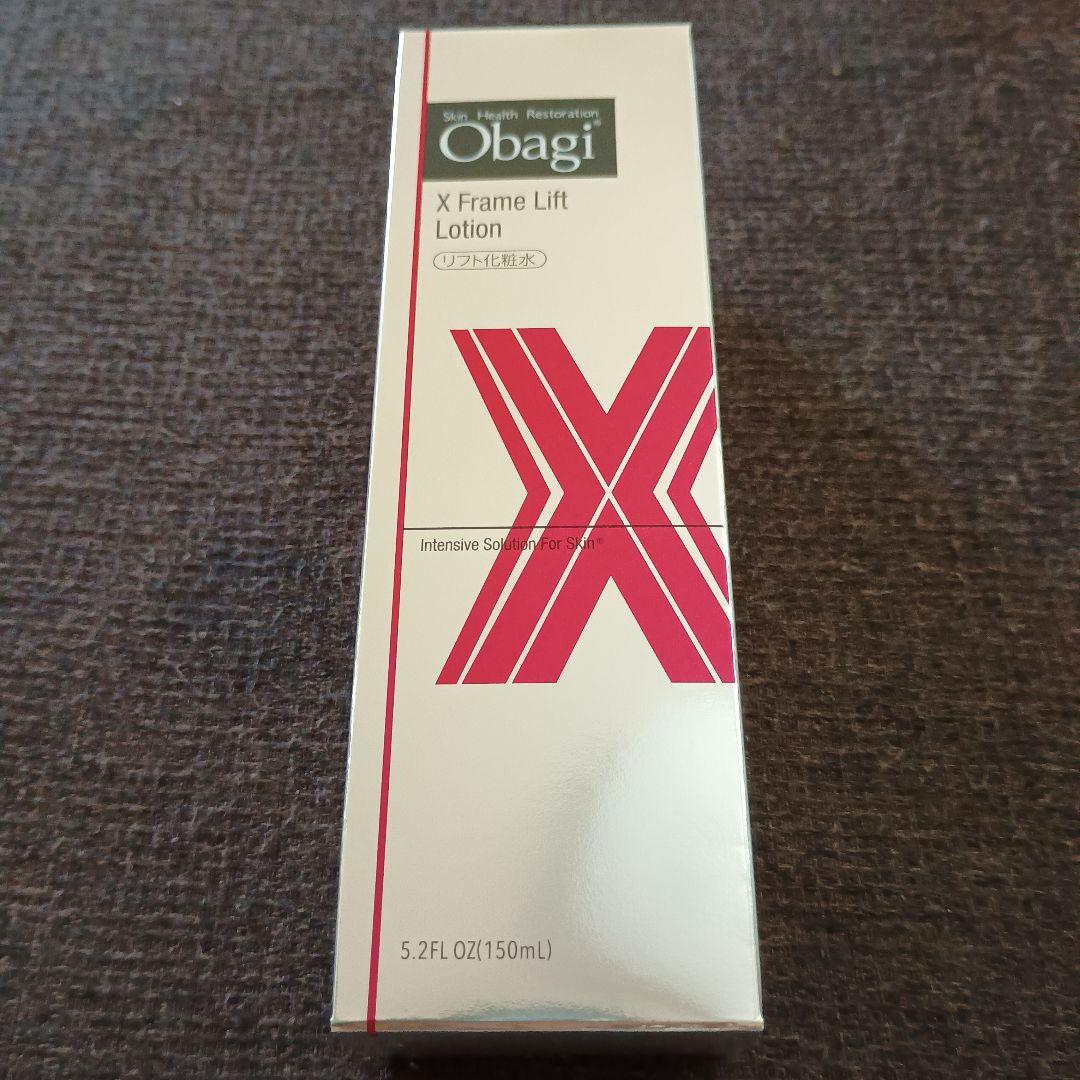 Skin Health Restoration
Obagi®
X Frame Lift
Lotion
リフト化粧水
X
Intensive Solution For Skin®
5.2FL OZ(150mL)